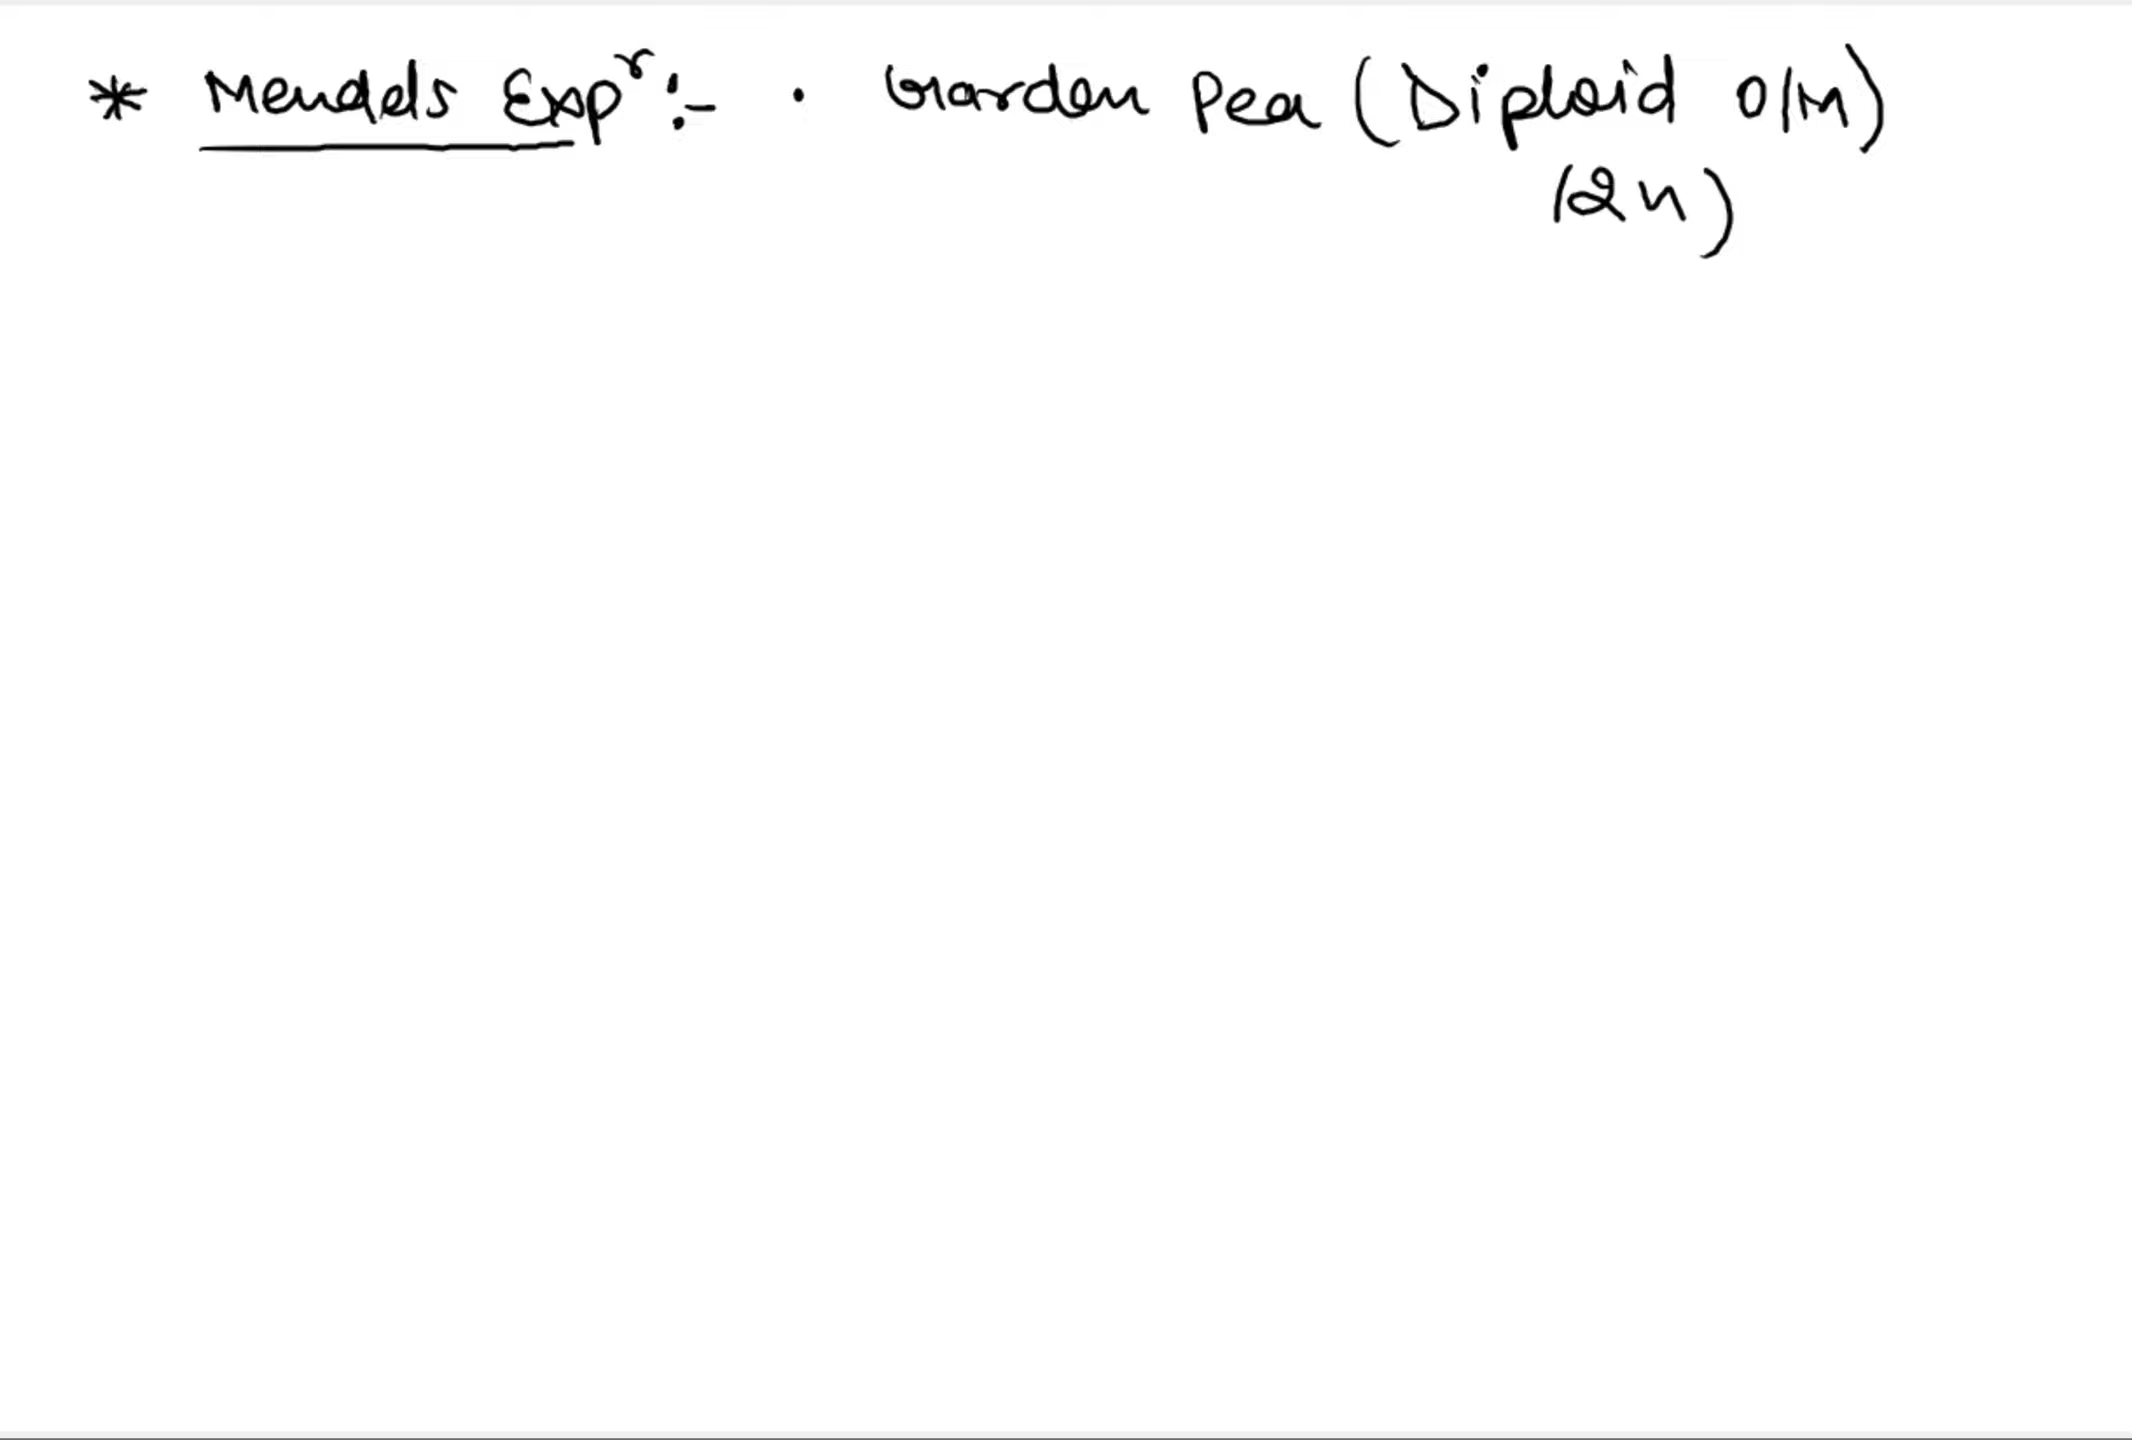 * Mendels Expʳ :- • Garden Pea (Diploid O/M)
(2n)